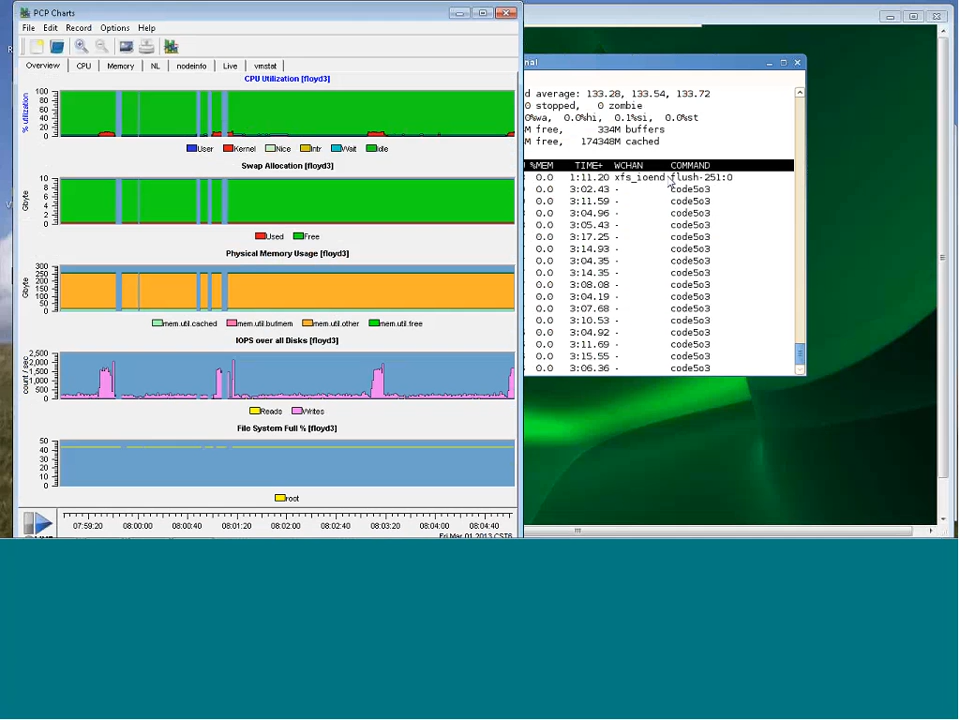 PCP Charts
File Edit Record Options Help
Overview CPU Memory NL nodeinfo Live vmstat
CPU Utilization [floyd3]
% utilization
100
80
60
40
20
0
User Kernel Nice Intr Wait Idle
Swap Allocation [floyd3]
Gbyte
10
8
6
4
2
0
Used Free
Physical Memory Usage [floyd3]
Gbyte
300
250
200
150
100
50
0
mem.util.cached mem.util.bufmem mem.util.other mem.util.free
IOPS over all Disks [floyd3]
count / sec
2,500
2,000
1,500
1,000
500
0
Reads Writes
File System Full % [floyd3]
50
40
30
20
10
0
root
07:59:20 08:00:00 08:00:40 08:01:20 08:02:00 08:02:40 08:03:20 08:04:00 08:04:40
Fri Mar 01 2013 CST6
nal
d average: 133.28, 133.54, 133.72
0 stopped, 0 zombie
0%wa, 0.0%hi, 0.1%si, 0.0%st
M free, 334M buffers
M free, 174348M cached
%MEM TIME+ WCHAN COMMAND
0.0 1:11.20 xfs_ioend flush-251:0
0.0 3:02.43 - code5o3
0.0 3:11.59 - code5o3
0.0 3:04.96 - code5o3
0.0 3:05.43 - code5o3
0.0 3:17.25 - code5o3
0.0 3:14.93 - code5o3
0.0 3:04.35 - code5o3
0.0 3:14.35 - code5o3
0.0 3:08.08 - code5o3
0.0 3:04.19 - code5o3
0.0 3:07.68 - code5o3
0.0 3:10.53 - code5o3
0.0 3:04.92 - code5o3
0.0 3:11.69 - code5o3
0.0 3:15.55 - code5o3
0.0 3:06.36 - code5o3